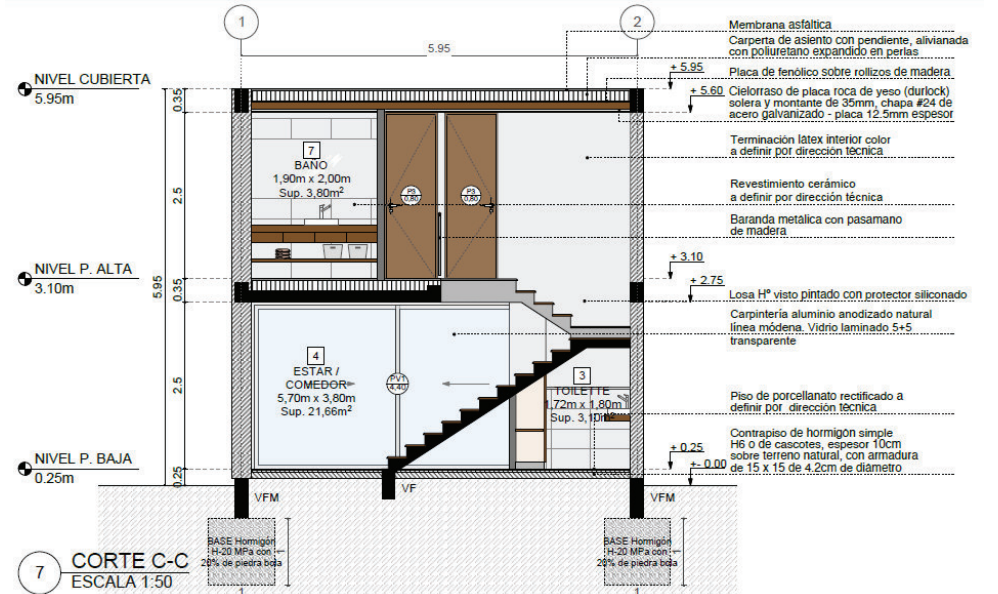 1
2
5.95
NIVEL CUBIERTA
5.95m
NIVEL P. ALTA
3.10m
NIVEL P. BAJA
0.25m
0.35
2.5
0.35
2.5
0.25
5.95
7
BAÑO
1,90m x 2,00m
Sup. 3,80m²
P3
0,80
P3
0,80
4
ESTAR /
COMEDOR
5,70m x 3,80m
Sup. 21,66m²
PV1
4,40
3
TOILETTE
1,72m x 1,80m
Sup. 3,10m²
+ 5.95
+ 5.60
+ 3.10
+ 2.75
+ 0.25
+- 0.00
Membrana asfáltica
Carperta de asiento con pendiente, alivianada
con poliuretano expandido en perlas
Placa de fenólico sobre rollizos de madera
Cielorraso de placa roca de yeso (durlock)
solera y montante de 35mm, chapa #24 de
acero galvanizado - placa 12.5mm espesor
Terminación látex interior color
a definir por dirección técnica
Revestimiento cerámico
a definir por dirección técnica
Baranda metálica con pasamano
de madera
Losa Hº visto pintado con protector siliconado
Carpintería aluminio anodizado natural
línea módena. Vidrio laminado 5+5
transparente
Piso de porcellanato rectificado a
definir por dirección técnica
Contrapiso de hormigón simple
H6 o de cascotes, espesor 10cm
sobre terreno natural, con armadura
de 15 x 15 de 4.2cm de diámetro
VFM
VF
VFM
BASE Hormigón
H-20 MPa con
20% de piedra bola
1
1
BASE Hormigón
H-20 MPa con
20% de piedra bola
1
1
7
CORTE C-C
ESCALA 1:50